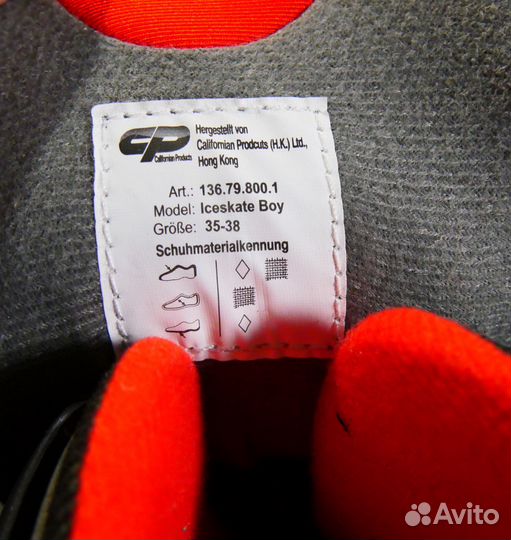 CP
Californian Products
Hergestellt von
Californian Prodcuts (H.K.) Ltd.,
Hong Kong
Art.: 136.79.800.1
Model: Iceskate Boy
Größe: 35-38
Schuhmaterialkennung
Avito